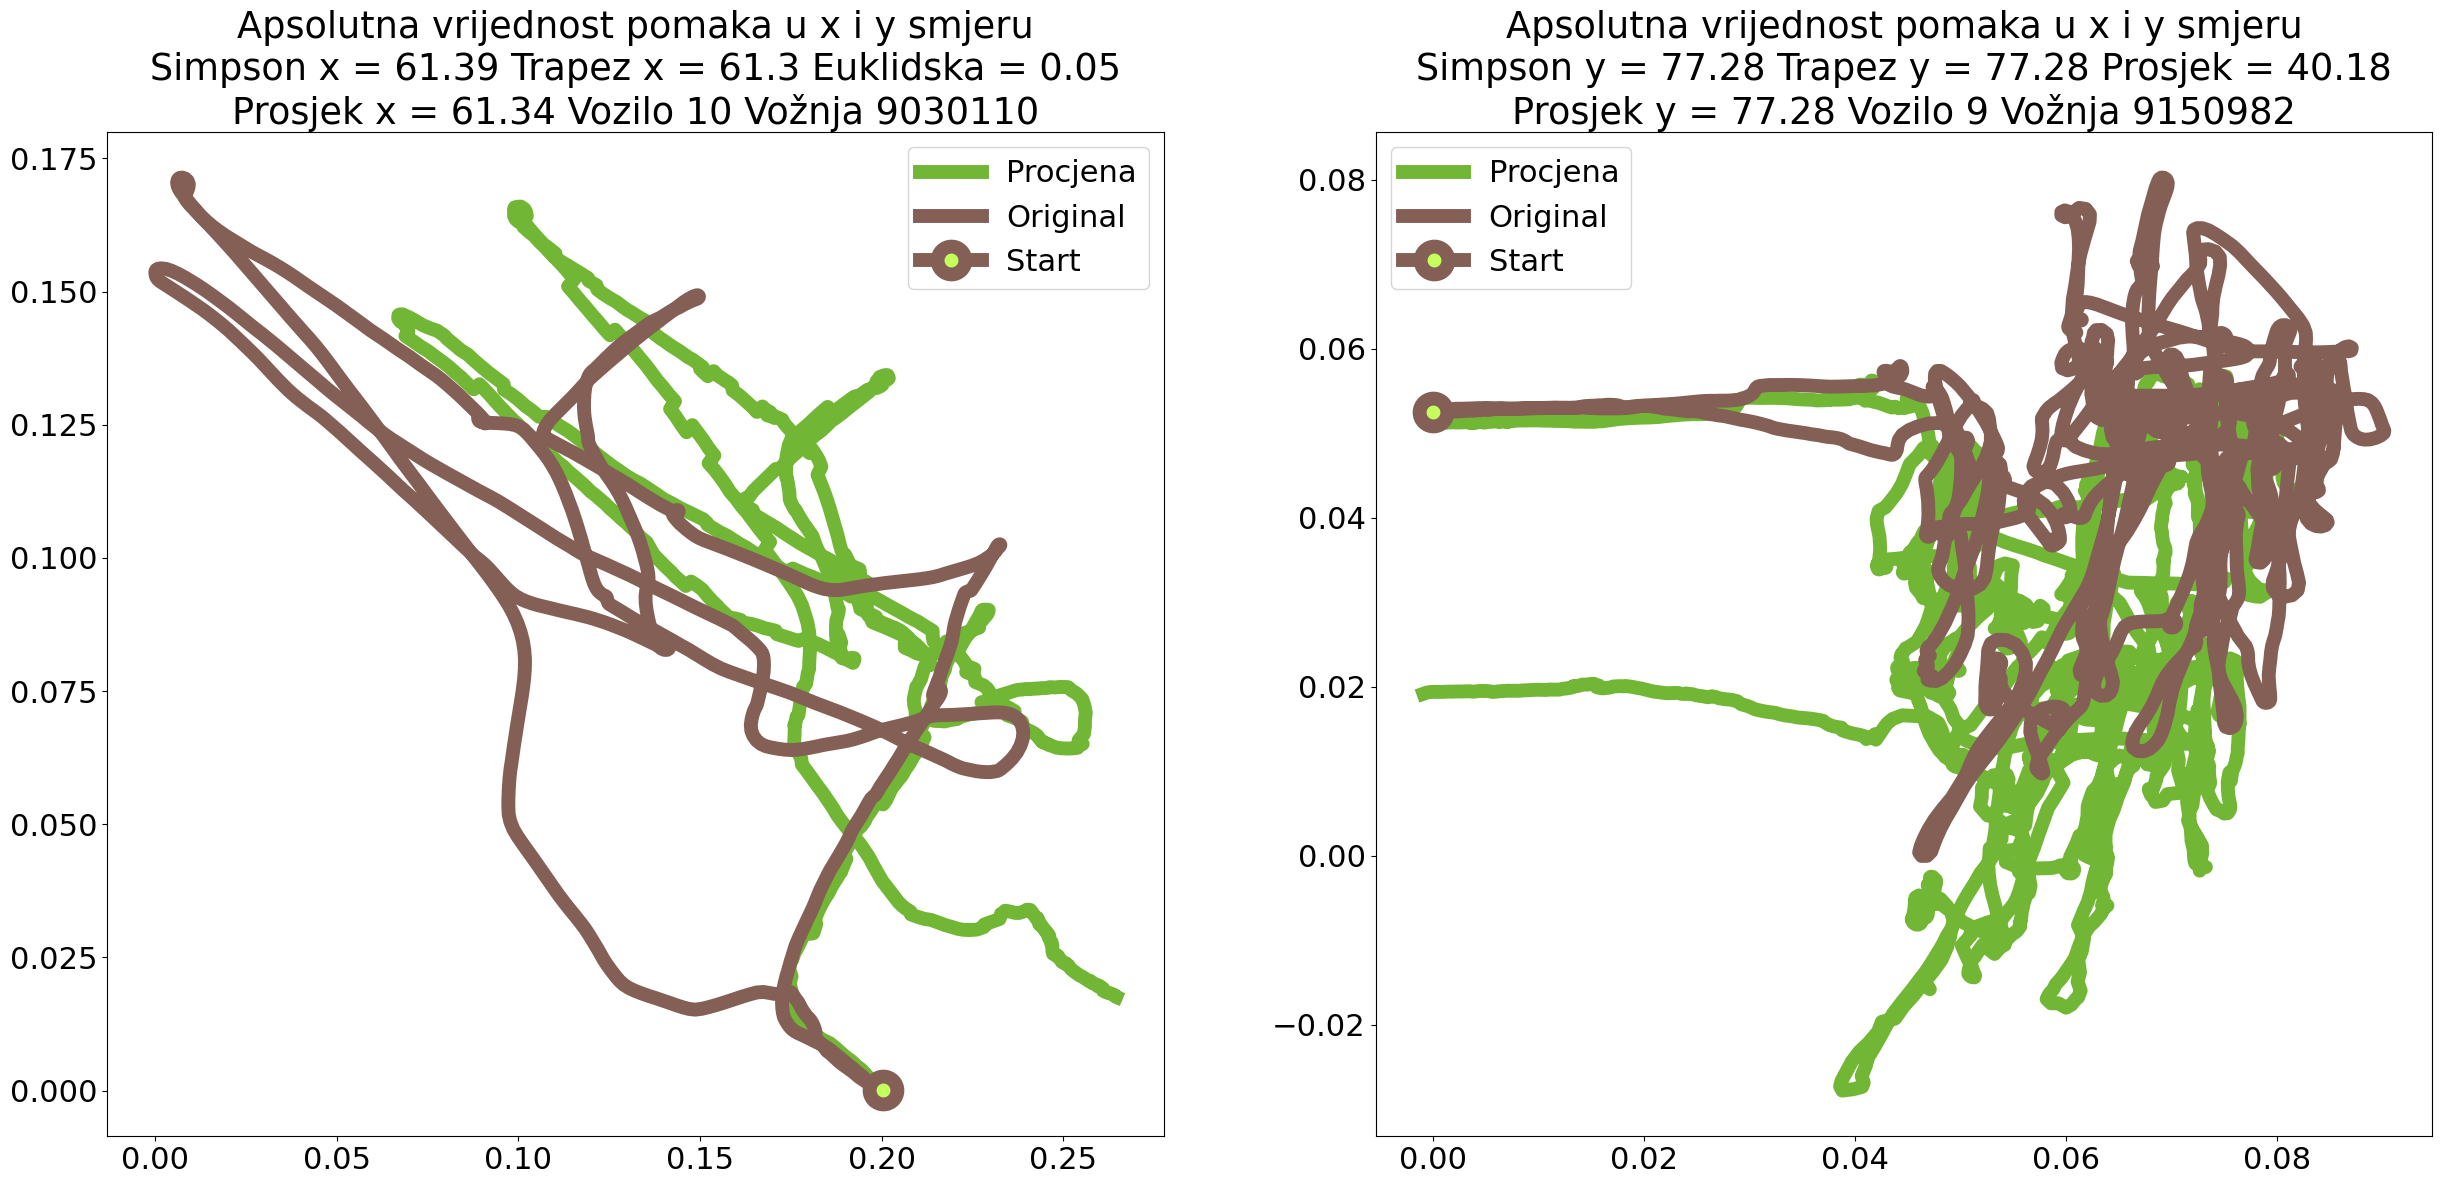 Apsolutna vrijednost pomaka u x i y smjeru
Simpson x = 61.39 Trapez x = 61.3 Euklidska = 0.05
Prosjek x = 61.34 Vozilo 10 Vožnja 9030110
0.175
0.150
0.125
0.100
0.075
0.050
0.025
0.000
0.00 0.05 0.10 0.15 0.20 0.25
Procjena
Original
Start
Apsolutna vrijednost pomaka u x i y smjeru
Simpson y = 77.28 Trapez y = 77.28 Prosjek = 40.18
Prosjek y = 77.28 Vozilo 9 Vožnja 9150982
Procjena
Original
Start
0.08
0.06
0.04
0.02
0.00
−0.02
0.00 0.02 0.04 0.06 0.08